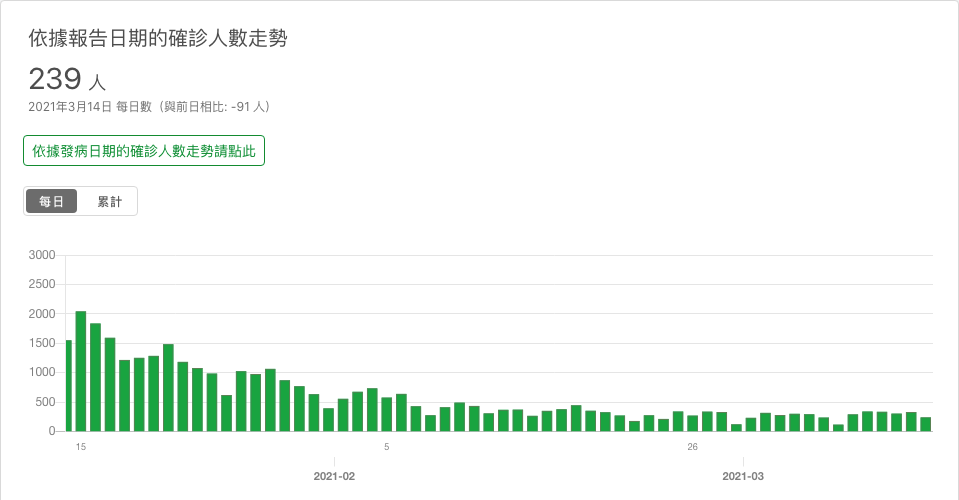 依據報告日期的確診人數走勢
239 人
2021年3月14日 每日數（與前日相比: -91 人）
依據發病日期的確診人數走勢請點此
每日 累計
3000
2500
2000
1500
1000
500
0
15 5 26
2021-02 2021-03